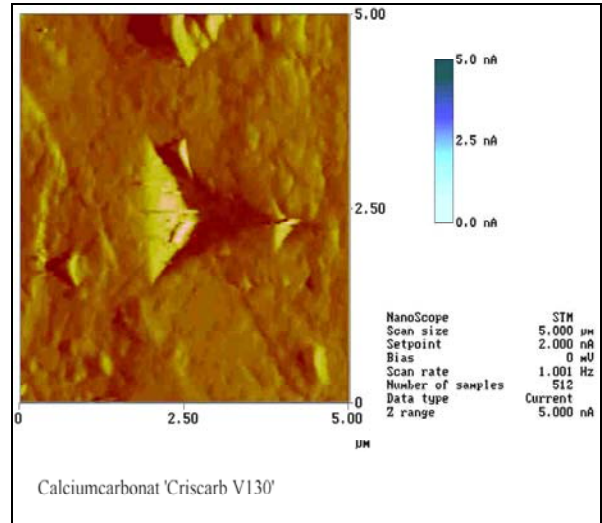 5.00
5.0 nA
2.5 nA
0.0 nA
2.50
0
0 2.50 5.00
µM
NanoScope STM
Scan size 5.000 µm
Setpoint 2.000 nA
Bias 0 mV
Scan rate 1.001 Hz
Number of samples 512
Data type Current
Z range 5.000 nA
Calciumcarbonat 'Criscarb V130'